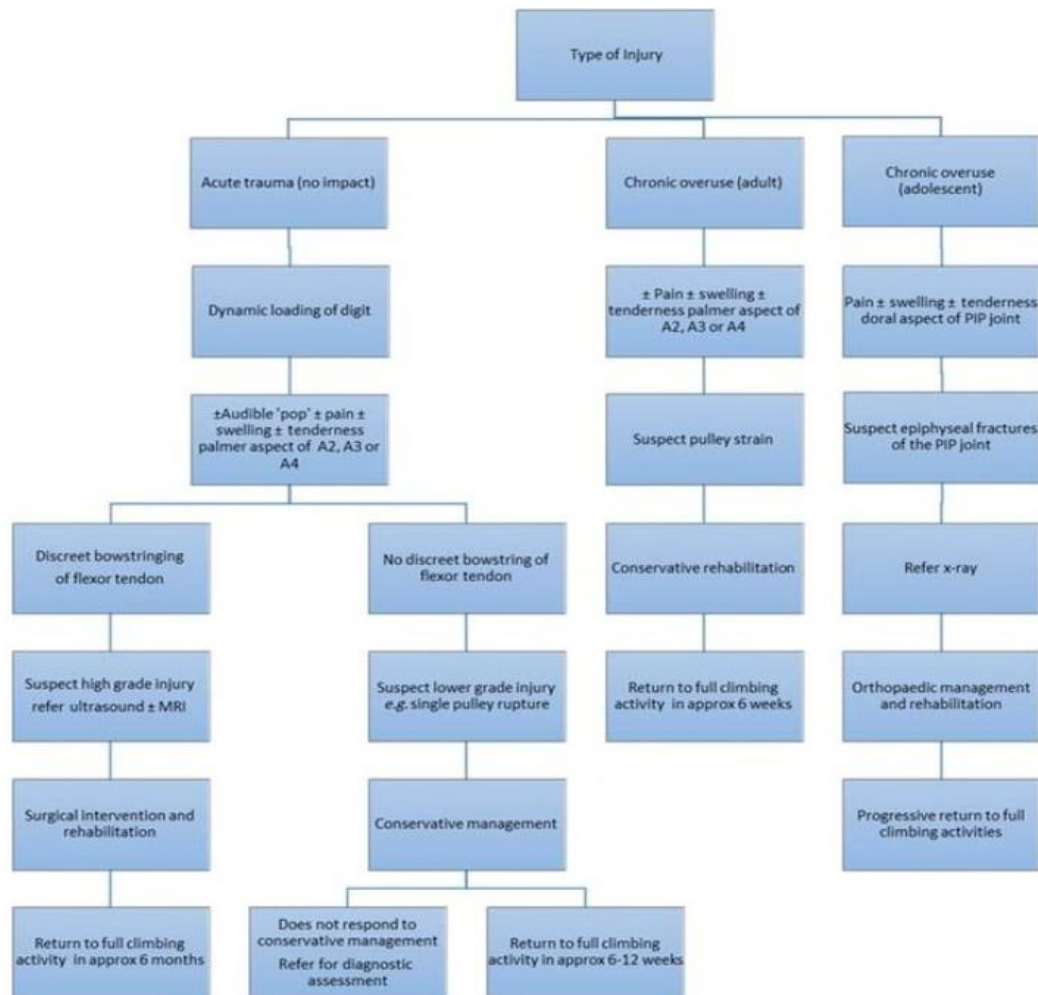 Type of Injury
Acute trauma (no impact)
Chronic overuse (adult)
Chronic overuse
(adolescent)
Dynamic loading of digit
± Pain ± swelling ±
tenderness palmer aspect of
A2, A3 or A4
Pain ± swelling ± tenderness
doral aspect of PIP joint
±Audible 'pop' ± pain ±
swelling ± tenderness
palmer aspect of A2, A3 or
A4
Suspect pulley strain
Suspect epiphyseal fractures
of the PIP joint
Discreet bowstringing
of flexor tendon
No discreet bowstring of
flexor tendon
Conservative rehabilitation
Refer x-ray
Suspect high grade injury
refer ultrasound ± MRI
Suspect lower grade injury
e.g. single pulley rupture
Return to full climbing
activity in approx 6 weeks
Orthopaedic management
and rehabilitation
Surgical intervention and
rehabilitation
Conservative management
Progressive return to full
climbing activities
Return to full climbing
activity in approx 6 months
Does not respond to
conservative management
Refer for diagnostic
assessment
Return to full climbing
activity in approx 6-12 weeks